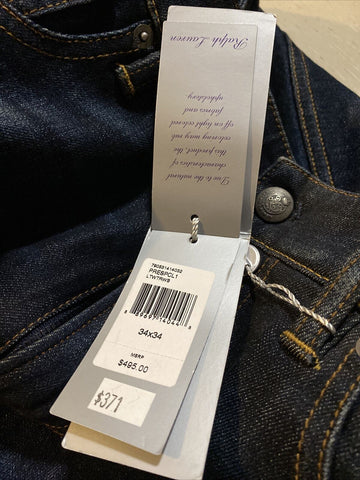 Ralph Lauren
Due to the natural
characteristics of
this product, the
coloring may rub
off on light colored
fabrics and
upholstery
PRESPCL1
LTWTRWS
34x34
MSRP
$495.00
$371